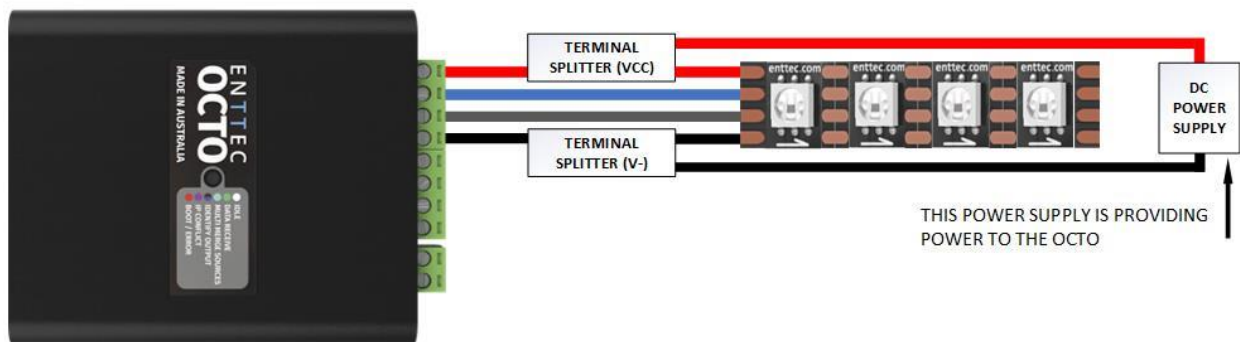 ENTTEC
OCTO
MADE IN AUSTRALIA
IDLE
DATA RECEIVE
MULTI MERGE SOURCES
IDENTIFY OUTPUT
IP CONFLICT
BOOT / ERROR
TERMINAL
SPLITTER (VCC)
TERMINAL
SPLITTER (V-)
enttec.com
enttec.com
enttec.com
enttec.com
DC
POWER
SUPPLY
THIS POWER SUPPLY IS PROVIDING
POWER TO THE OCTO